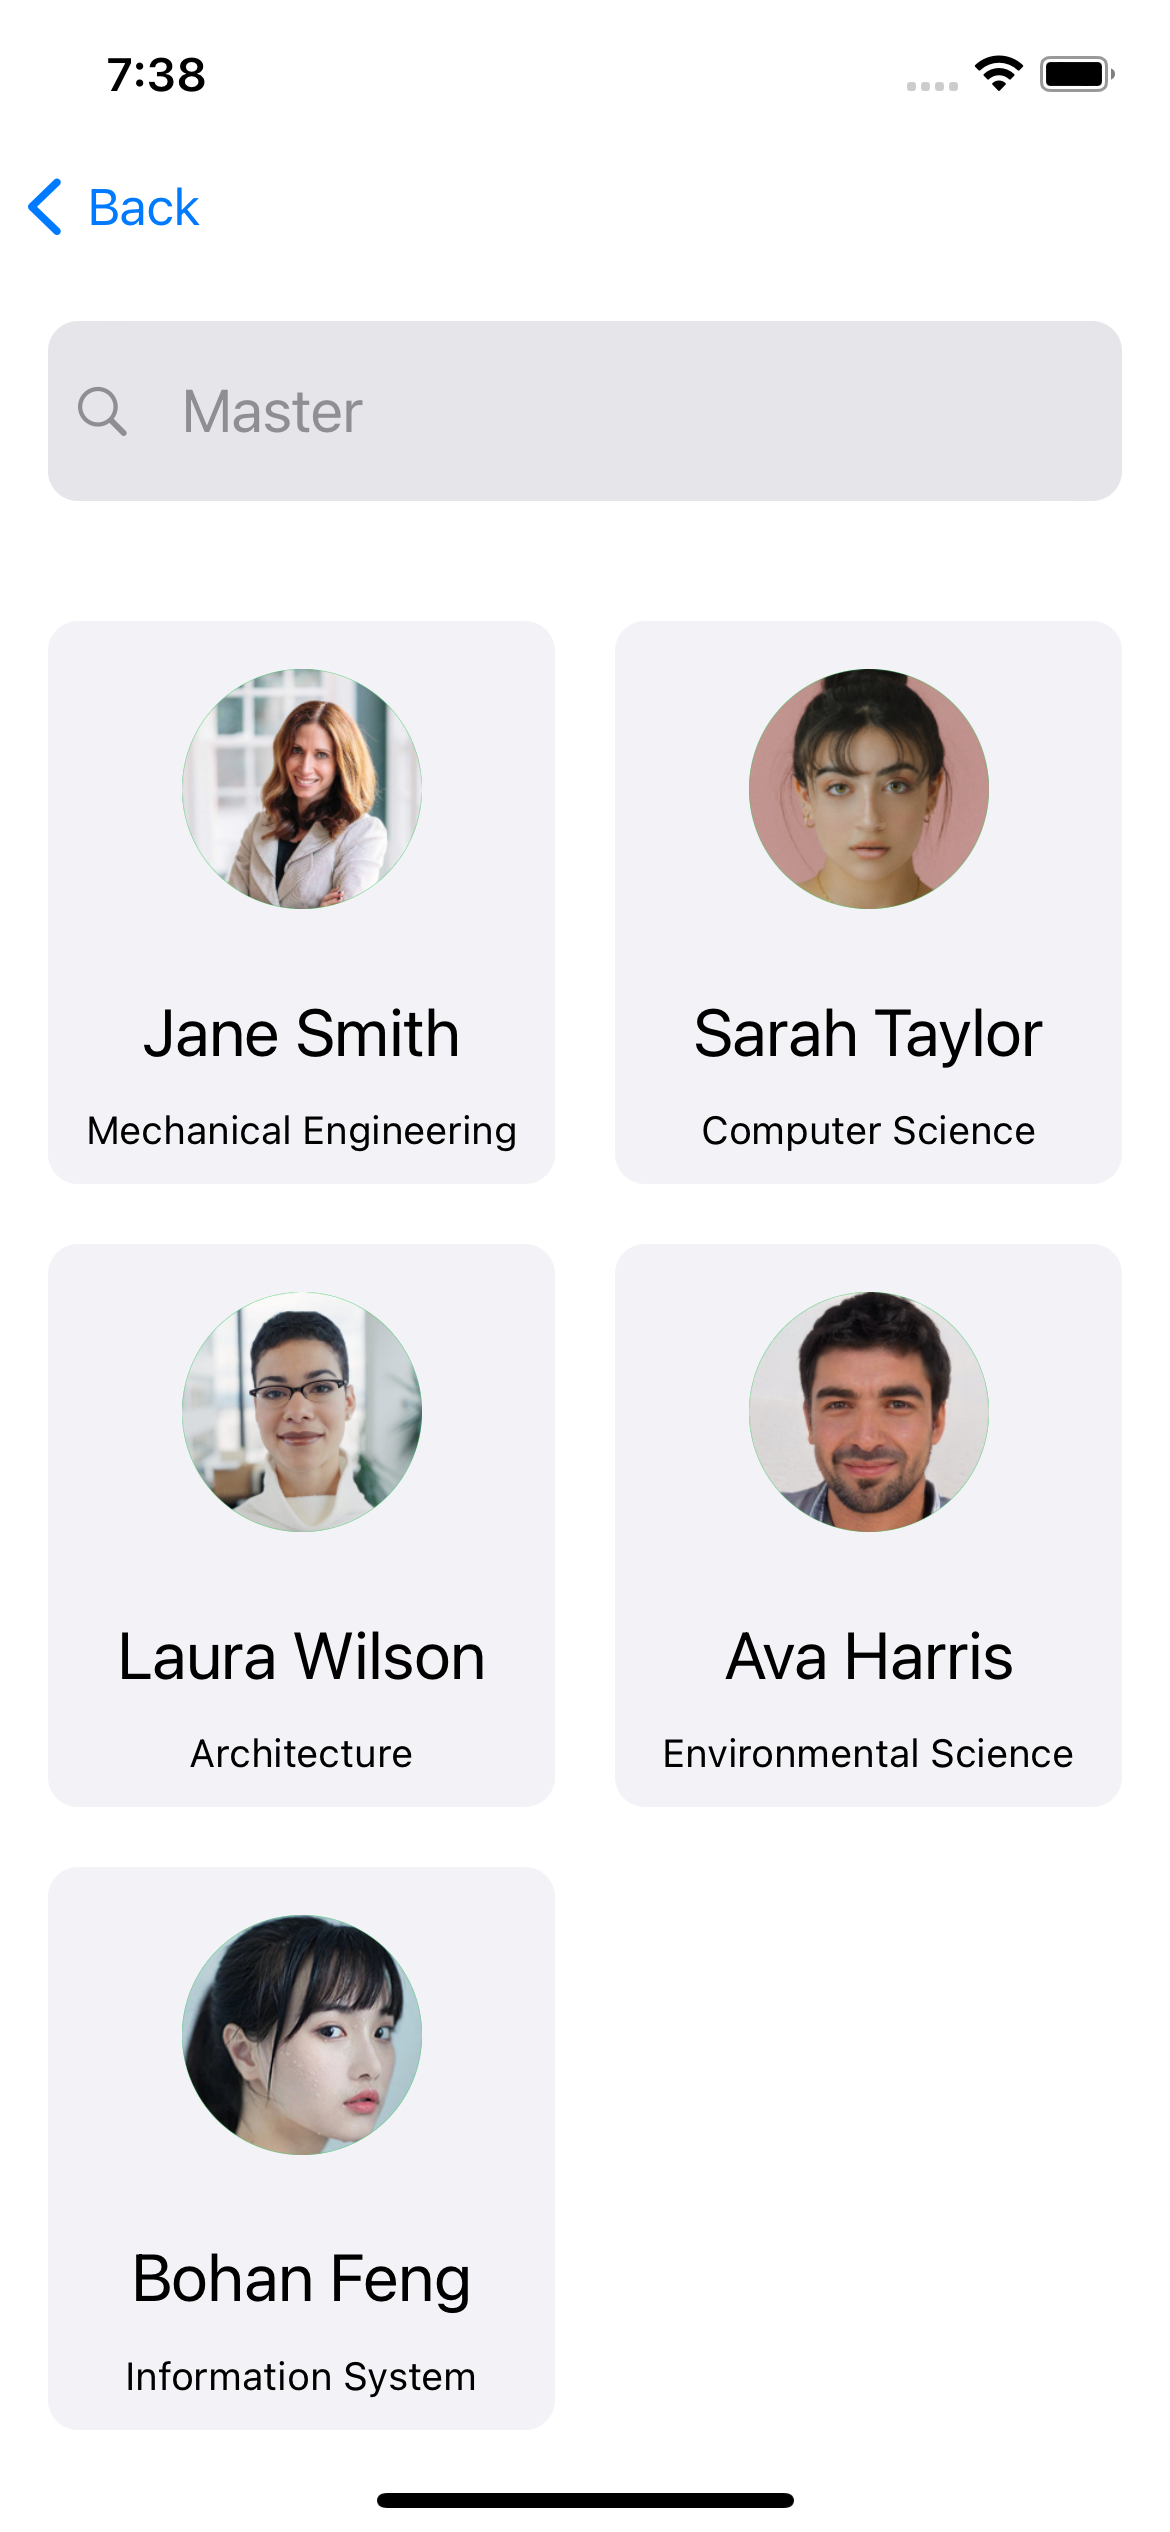 7:38
Back
Master
Jane Smith
Mechanical Engineering
Sarah Taylor
Computer Science
Laura Wilson
Architecture
Ava Harris
Environmental Science
Bohan Feng
Information System